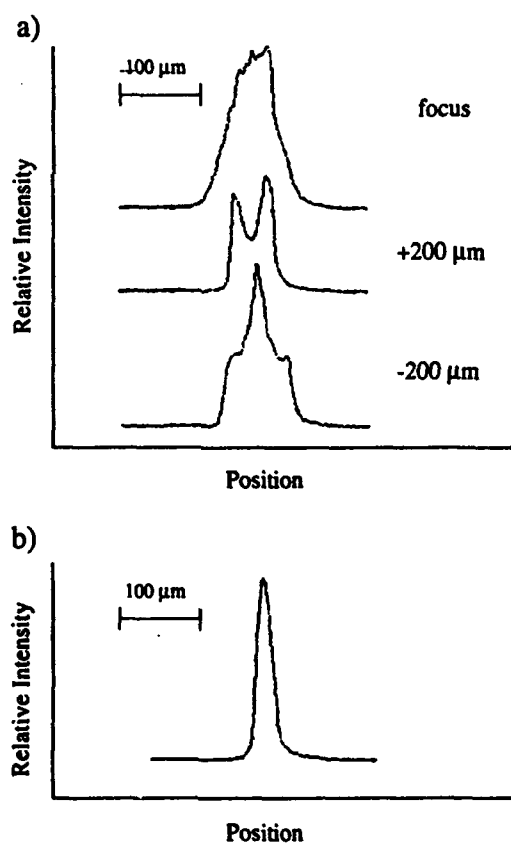 a)
100 μm
focus
+200 μm
-200 μm
Relative Intensity
Position
b)
100 μm
Relative Intensity
Position